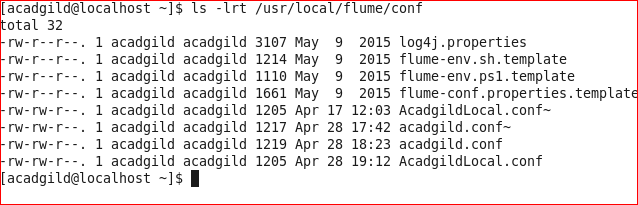 [acadgild@localhost ~]$ ls -lrt /usr/local/flume/conf
total 32
-rw-r--r--. 1 acadgild acadgild 3107 May  9  2015 log4j.properties
-rw-r--r--. 1 acadgild acadgild 1214 May  9  2015 flume-env.sh.template
-rw-r--r--. 1 acadgild acadgild 1110 May  9  2015 flume-env.ps1.template
-rw-r--r--. 1 acadgild acadgild 1661 May  9  2015 flume-conf.properties.template
-rw-rw-r--. 1 acadgild acadgild 1205 Apr 17 12:03 AcadgildLocal.conf~
-rw-rw-r--. 1 acadgild acadgild 1217 Apr 28 17:42 acadgild.conf~
-rw-rw-r--. 1 acadgild acadgild 1219 Apr 28 18:23 acadgild.conf
-rw-rw-r--. 1 acadgild acadgild 1205 Apr 28 19:12 AcadgildLocal.conf
[acadgild@localhost ~]$